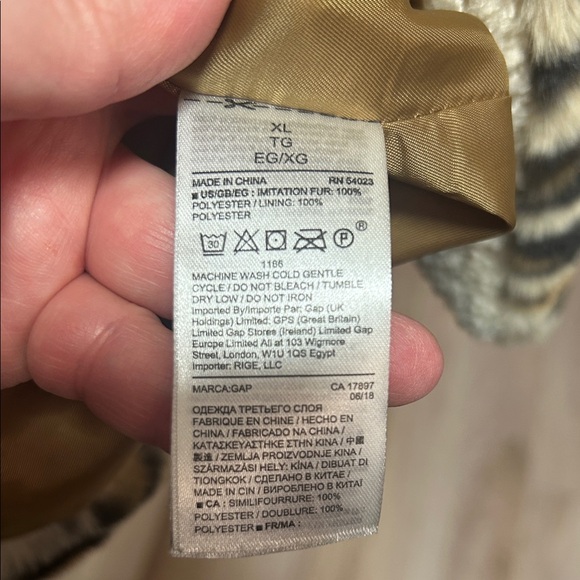 XL
TG
EG/XG
MADE IN CHINA RN 54023
■ US/GB/EG : IMITATION FUR: 100%
POLYESTER / LINING: 100%
POLYESTER
30 P ®
1186
MACHINE WASH COLD GENTLE
CYCLE / DO NOT BLEACH / TUMBLE
DRY LOW / DO NOT IRON
Imported By/Importe Par: Gap (UK
Holdings) Limited: GPS (Great Britain)
Limited Gap Stores (Ireland) Limited Gap
Europe Limited All at 103 Wigmore
Street, London, W1U 1QS Egypt
Importer: RIGE, LLC
MARCA:GAP CA 17897
06/18
ОДЕЖДА ТРЕТЬЕГО СЛОЯ
FABRIQUE EN CHINE / HECHO EN
CHINA / FABRICADO NA CHINA /
ΚΑΤΑΣΚΕΥΑΣΤΗΚΕ ΣΤΗΝ ΚΙΝΑ / 中國
製造 / ZEMLJA PROIZVODNJE KINA /
SZÁRMAZÁSI HELY: KÍNA / DIBUAT DI
TIONGKOK / СДЕЛАНО В КИТАЕ /
MADE IN CIN / ВИРОБЛЕНО В КИТАЇ
■ CA : SIMILIFOURRURE: 100%
POLYESTER / DOUBLURE: 100%
POLYESTER ■ FR/MA :